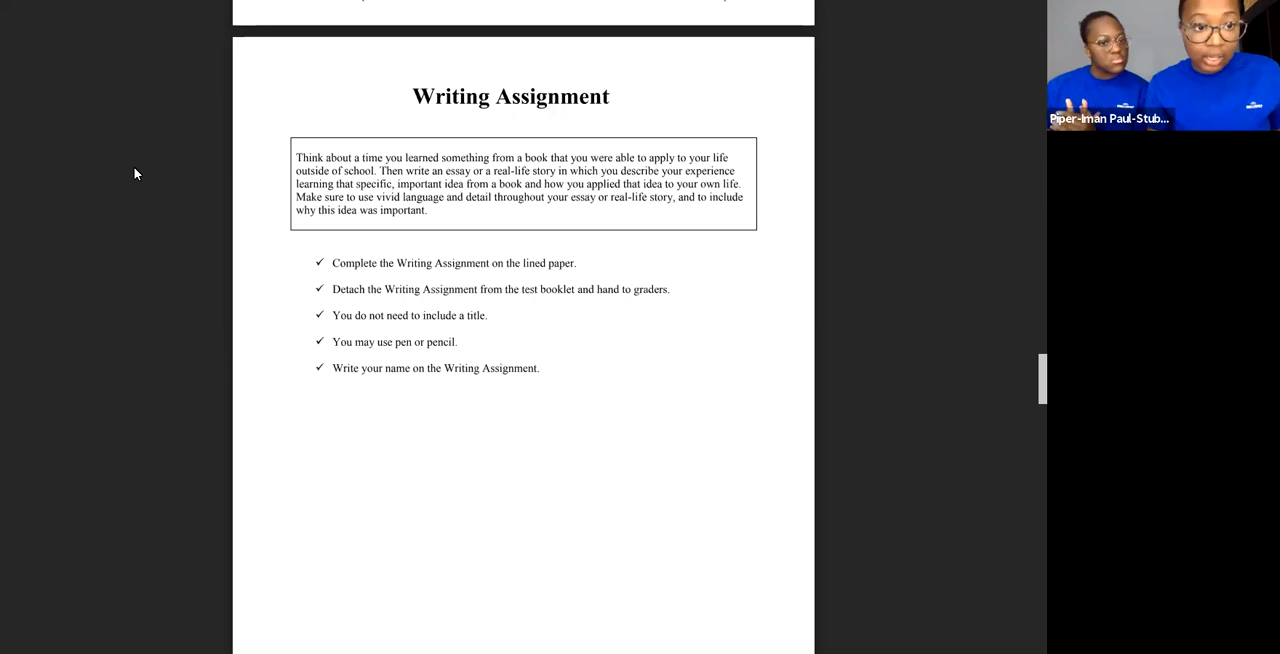 Writing Assignment
Think about a time you learned something from a book that you were able to apply to your life
outside of school. Then write an essay or a real-life story in which you describe your experience
learning that specific, important idea from a book and how you applied that idea to your own life.
Make sure to use vivid language and detail throughout your essay or real-life story, and to include
why this idea was important.
✓ Complete the Writing Assignment on the lined paper.
✓ Detach the Writing Assignment from the test booklet and hand to graders.
✓ You do not need to include a title.
✓ You may use pen or pencil.
✓ Write your name on the Writing Assignment.
Piper-Iman Paul-Stub...